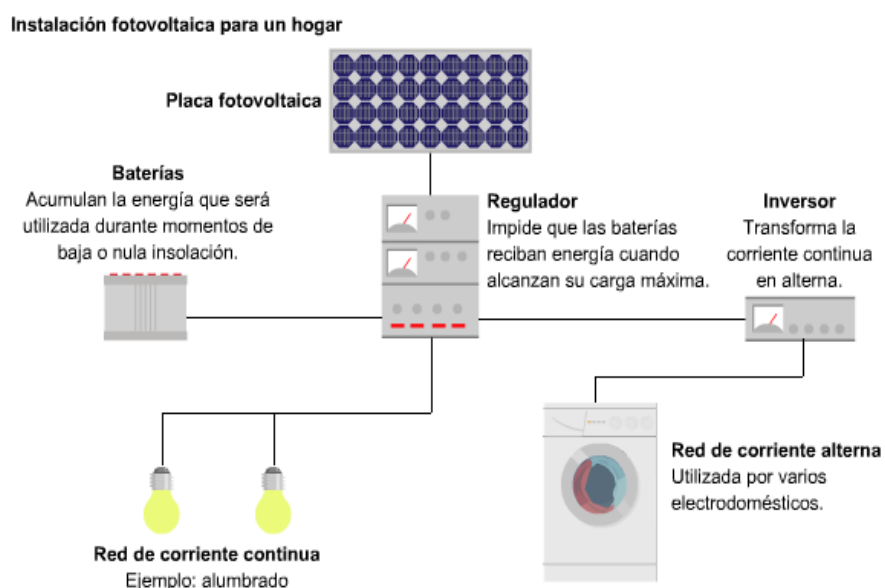 Instalación fotovoltaica para un hogar
Placa fotovoltaica
Baterías
Acumulan la energía que será
utilizada durante momentos de
baja o nula insolación.
Regulador
Impide que las baterías
reciban energía cuando
alcanzan su carga máxima.
Inversor
Transforma la
corriente continua
en alterna.
Red de corriente alterna
Utilizada por varios
electrodomésticos.
Red de corriente continua
Ejemplo: alumbrado